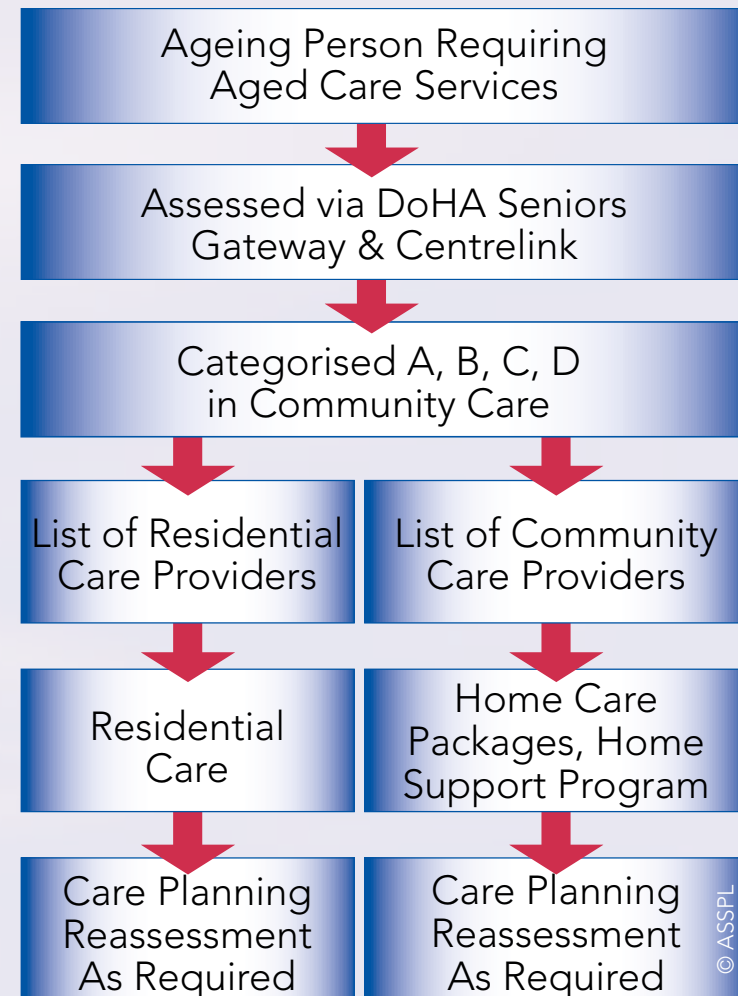 Ageing Person Requiring
Aged Care Services
Assessed via DoHA Seniors
Gateway & Centrelink
Categorised A, B, C, D
in Community Care
List of Residential
Care Providers
List of Community
Care Providers
Residential
Care
Home Care
Packages, Home
Support Program
Care Planning
Reassessment
As Required
Care Planning
Reassessment
As Required
© ASSPL